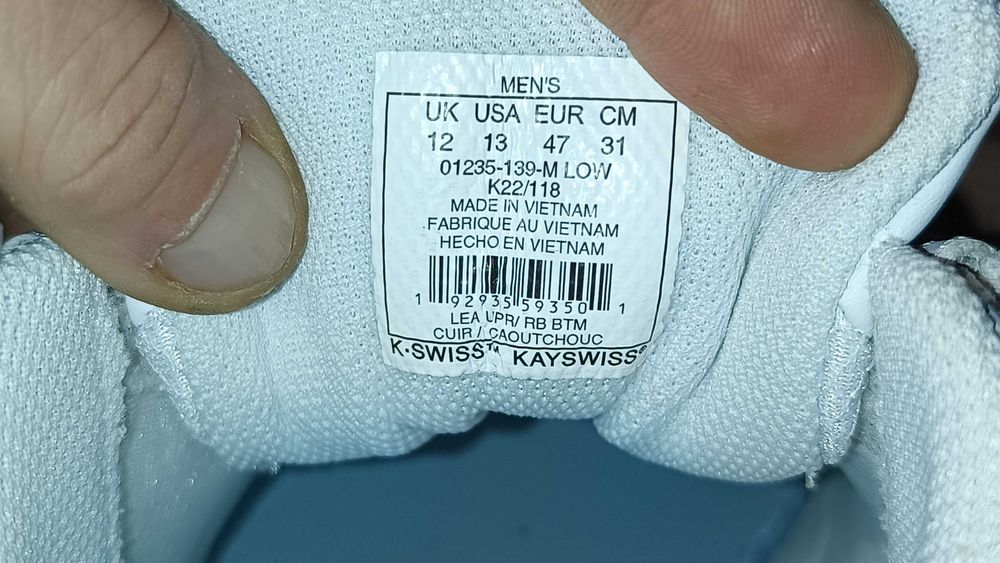 MEN'S
UK USA EUR CM
12 13 47 31
01235-139-M LOW
K22/118
MADE IN VIETNAM
FABRIQUE AU VIETNAM
HECHO EN VIETNAM
1 92935 59350 1
LEA UPR/ RB BTM
CUIR / CAOUTCHOUC
K•SWISS™ KAYSWISS®